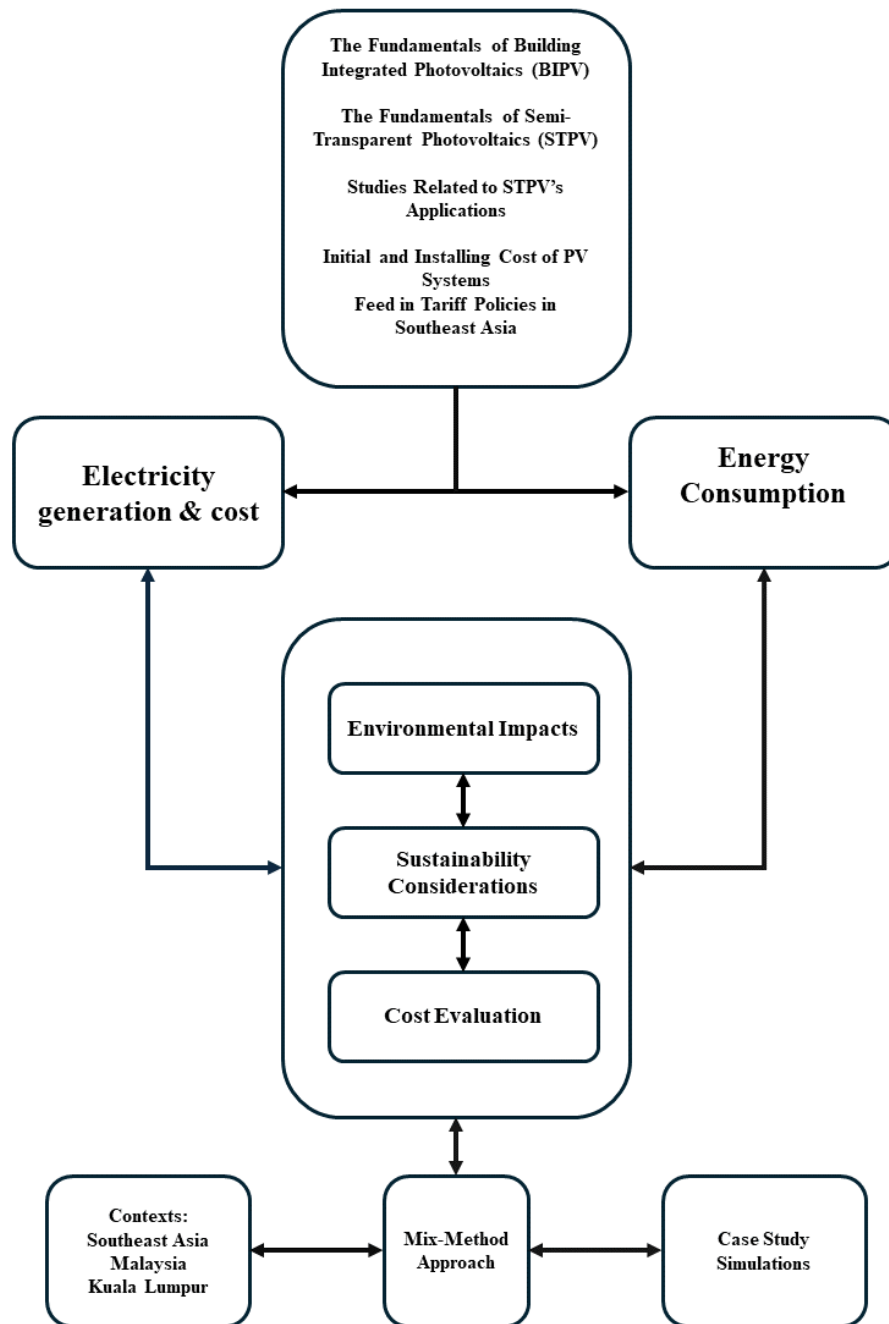 The Fundamentals of Building
Integrated Photovoltaics (BIPV)
The Fundamentals of Semi-
Transparent Photovoltaics (STPV)
Studies Related to STPV's
Applications
Initial and Installing Cost of PV
Systems
Feed in Tariff Policies in
Southeast Asia
Electricity
generation & cost
Energy
Consumption
Environmental Impacts
Sustainability
Considerations
Cost Evaluation
Contexts:
Southeast Asia
Malaysia
Kuala Lumpur
Mix-Method
Approach
Case Study
Simulations